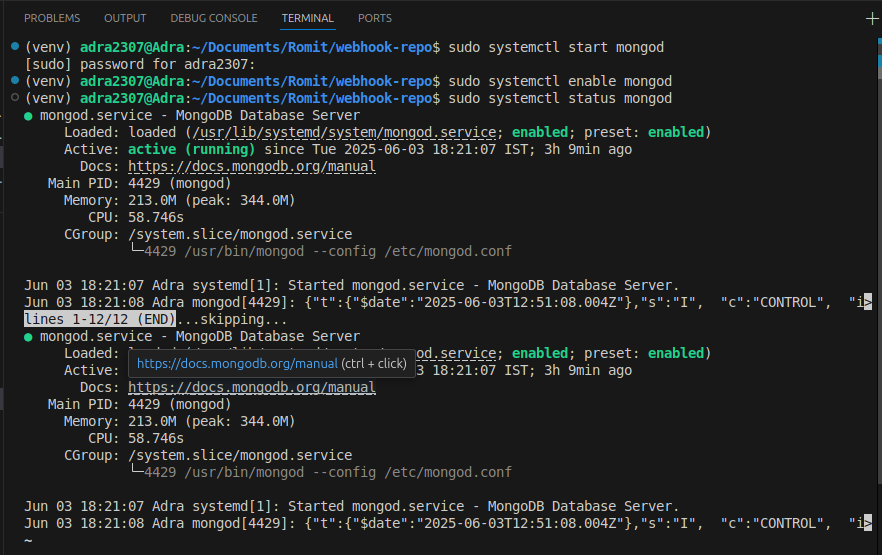 PROBLEMS OUTPUT DEBUG CONSOLE TERMINAL PORTS
(venv) adra2307@Adra:~/Documents/Romit/webhook-repo$ sudo systemctl start mongod
[sudo] password for adra2307:
(venv) adra2307@Adra:~/Documents/Romit/webhook-repo$ sudo systemctl enable mongod
(venv) adra2307@Adra:~/Documents/Romit/webhook-repo$ sudo systemctl status mongod
● mongod.service - MongoDB Database Server
Loaded: loaded (/usr/lib/systemd/system/mongod.service; enabled; preset: enabled)
Active: active (running) since Tue 2025-06-03 18:21:07 IST; 3h 9min ago
Docs: https://docs.mongodb.org/manual
Main PID: 4429 (mongod)
Memory: 213.0M (peak: 344.0M)
CPU: 58.746s
CGroup: /system.slice/mongod.service
└─4429 /usr/bin/mongod --config /etc/mongod.conf
Jun 03 18:21:07 Adra systemd[1]: Started mongod.service - MongoDB Database Server.
Jun 03 18:21:08 Adra mongod[4429]: {"t":{"$date":"2025-06-03T12:51:08.004Z"},"s":"I", "c":"CONTROL", "i>
lines 1-12/12 (END)...skipping...
● mongod.service - MongoDB Database Server
Loaded: mongod.service; enabled; preset: enabled)
https://docs.mongodb.org/manual (ctrl + click)
Active: 3 18:21:07 IST; 3h 9min ago
Docs: https://docs.mongodb.org/manual
Main PID: 4429 (mongod)
Memory: 213.0M (peak: 344.0M)
CPU: 58.746s
CGroup: /system.slice/mongod.service
└─4429 /usr/bin/mongod --config /etc/mongod.conf
Jun 03 18:21:07 Adra systemd[1]: Started mongod.service - MongoDB Database Server.
Jun 03 18:21:08 Adra mongod[4429]: {"t":{"$date":"2025-06-03T12:51:08.004Z"},"s":"I", "c":"CONTROL", "i>
~